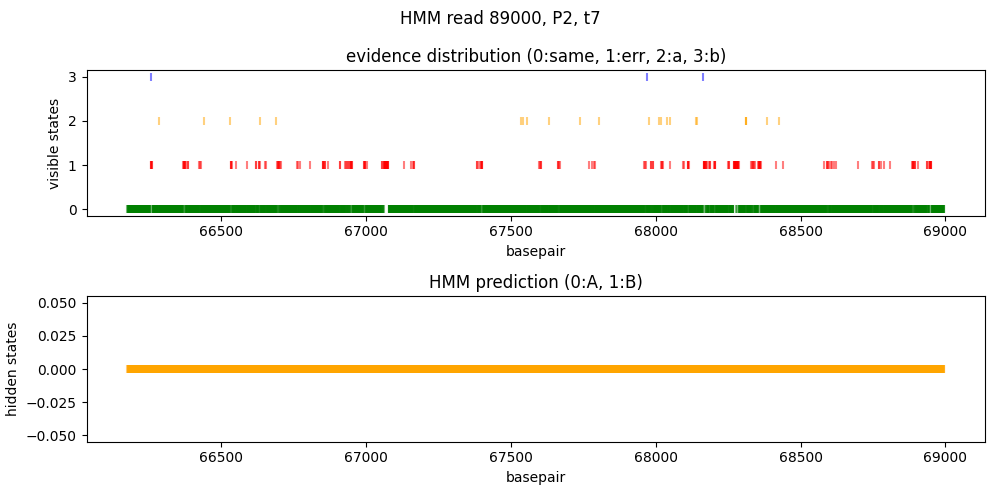 HMM read 89000, P2, t7
evidence distribution (0:same, 1:err, 2:a, 3:b)
visible states
3
2
1
0
66500 67000 67500 68000 68500 69000
basepair
HMM prediction (0:A, 1:B)
hidden states
0.050
0.025
0.000
−0.025
−0.050
66500 67000 67500 68000 68500 69000
basepair